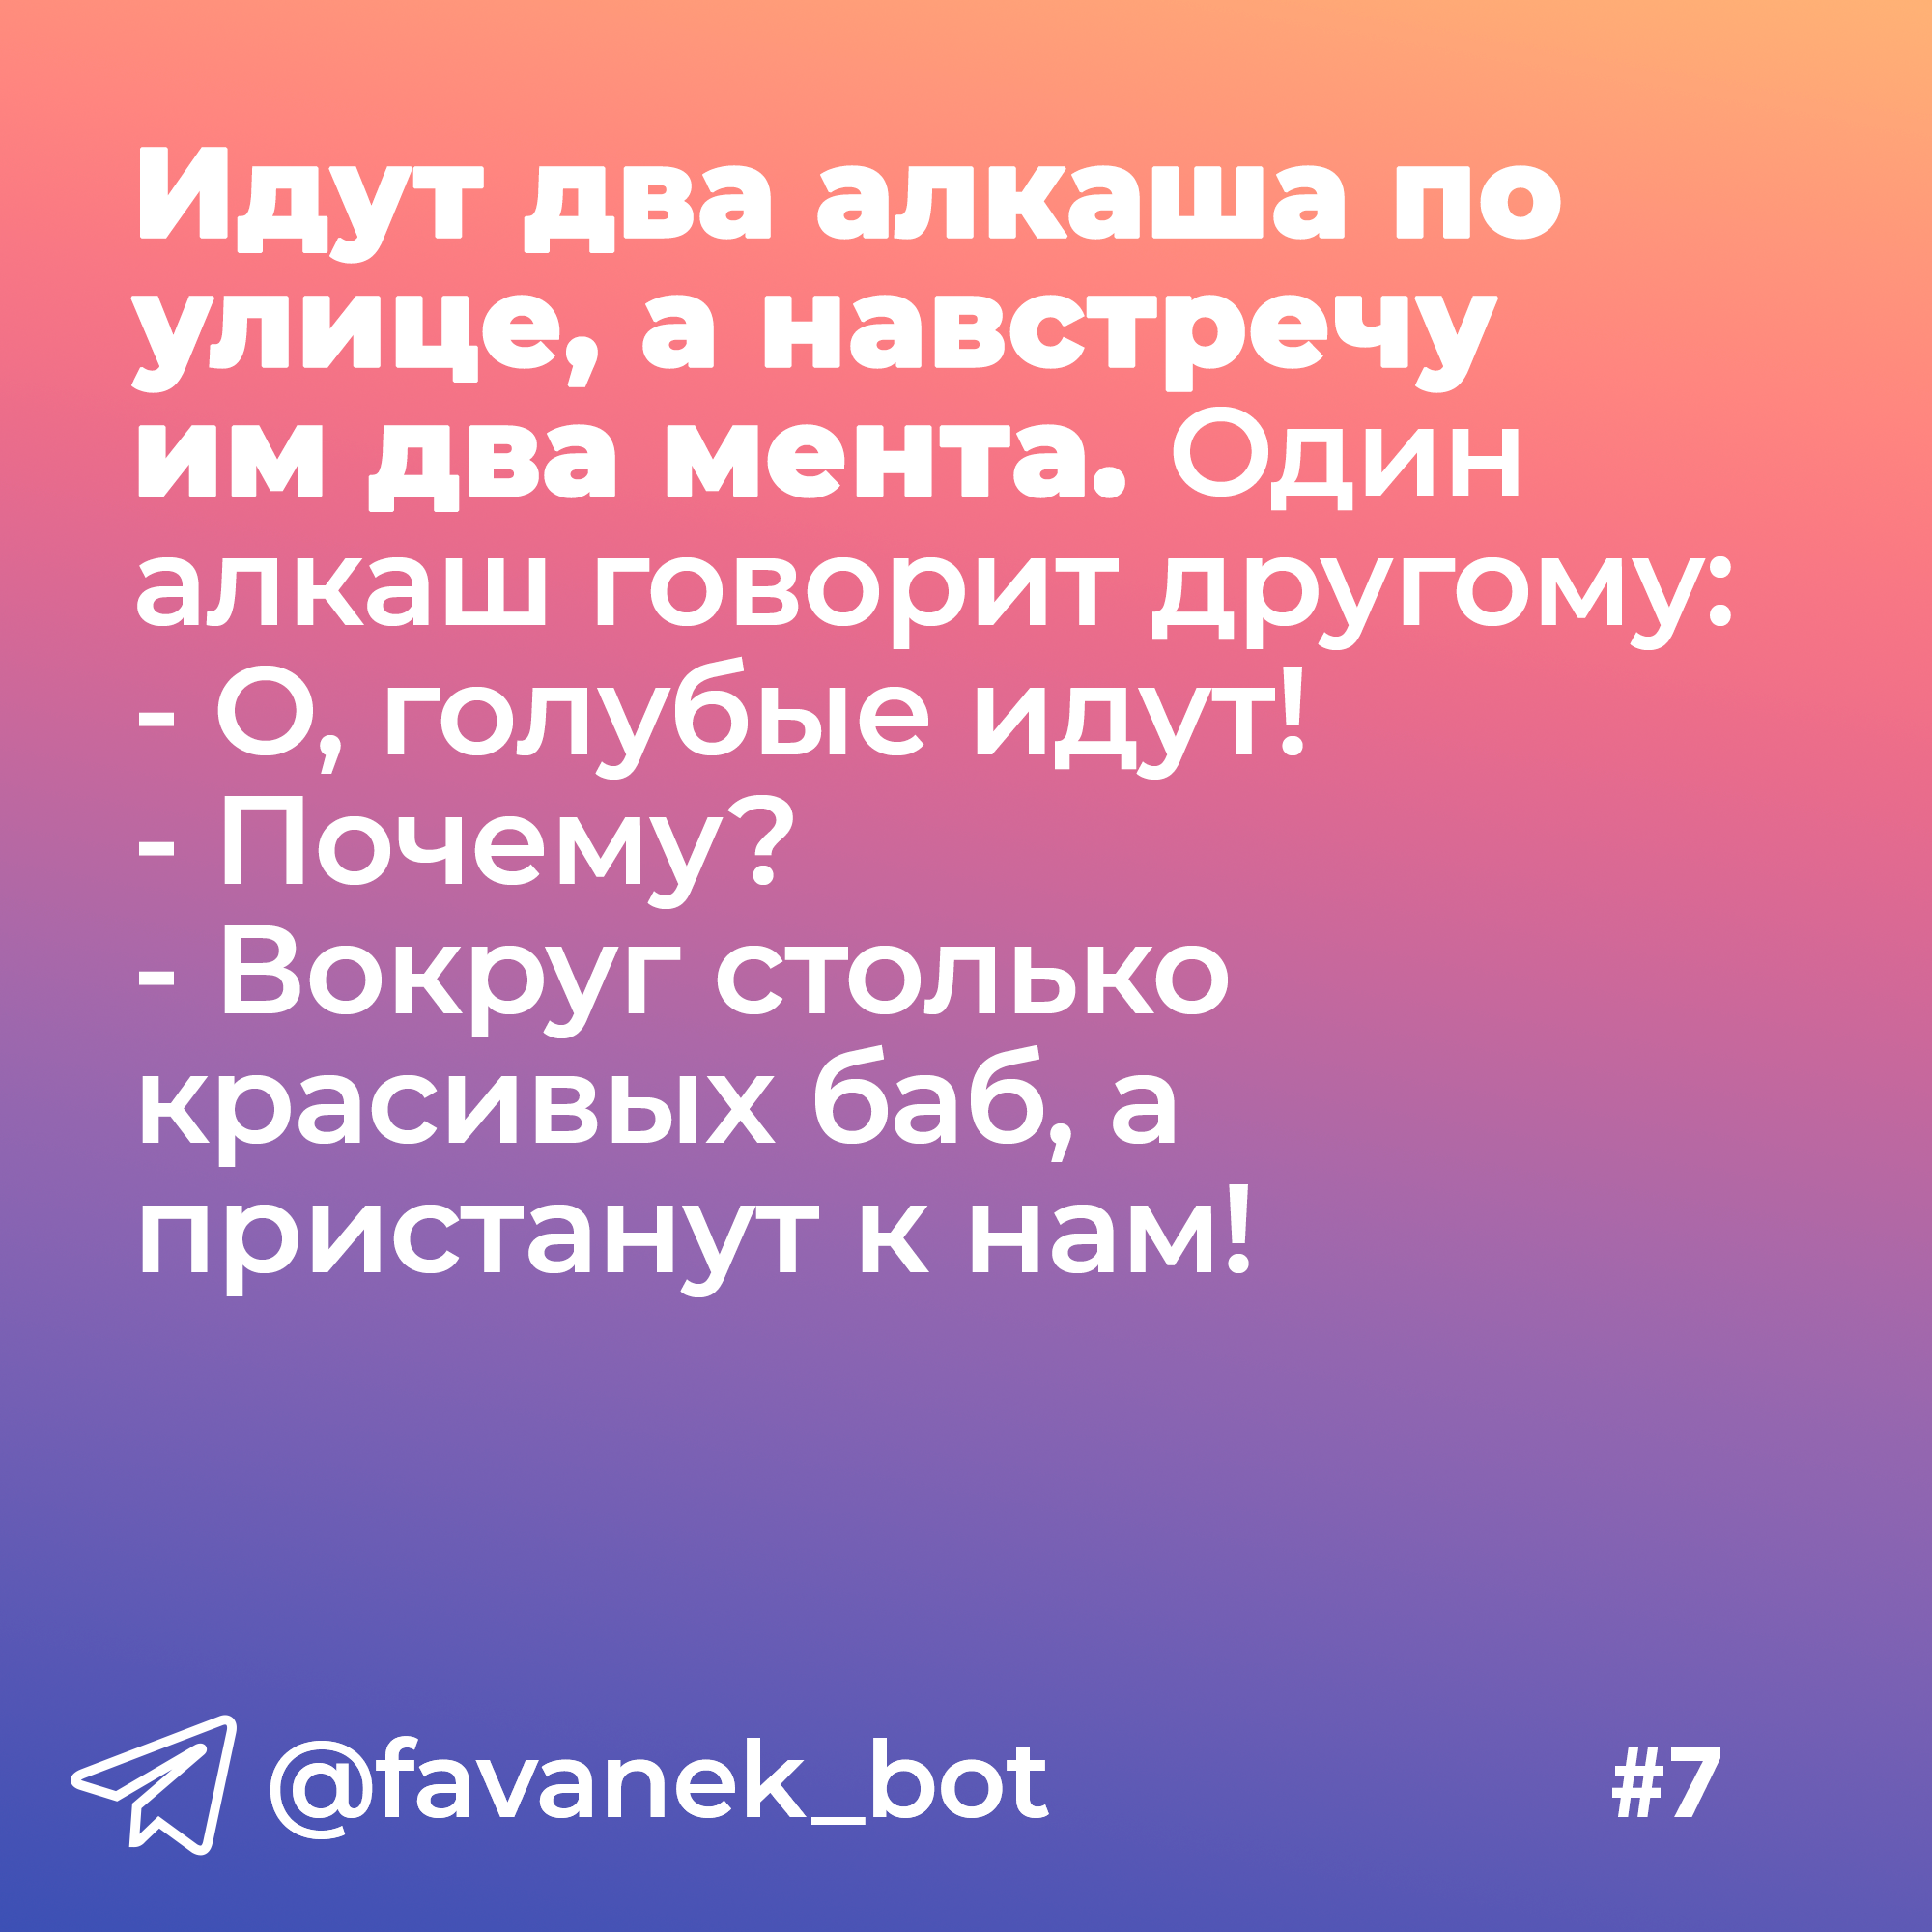 Идут два алкаша по
улице, а навстречу
им два мента. Один
алкаш говорит другому:
- О, голубые идут!
- Почему?
- Вокруг столько
красивых баб, а
пристанут к нам!
@favanek_bot
#7